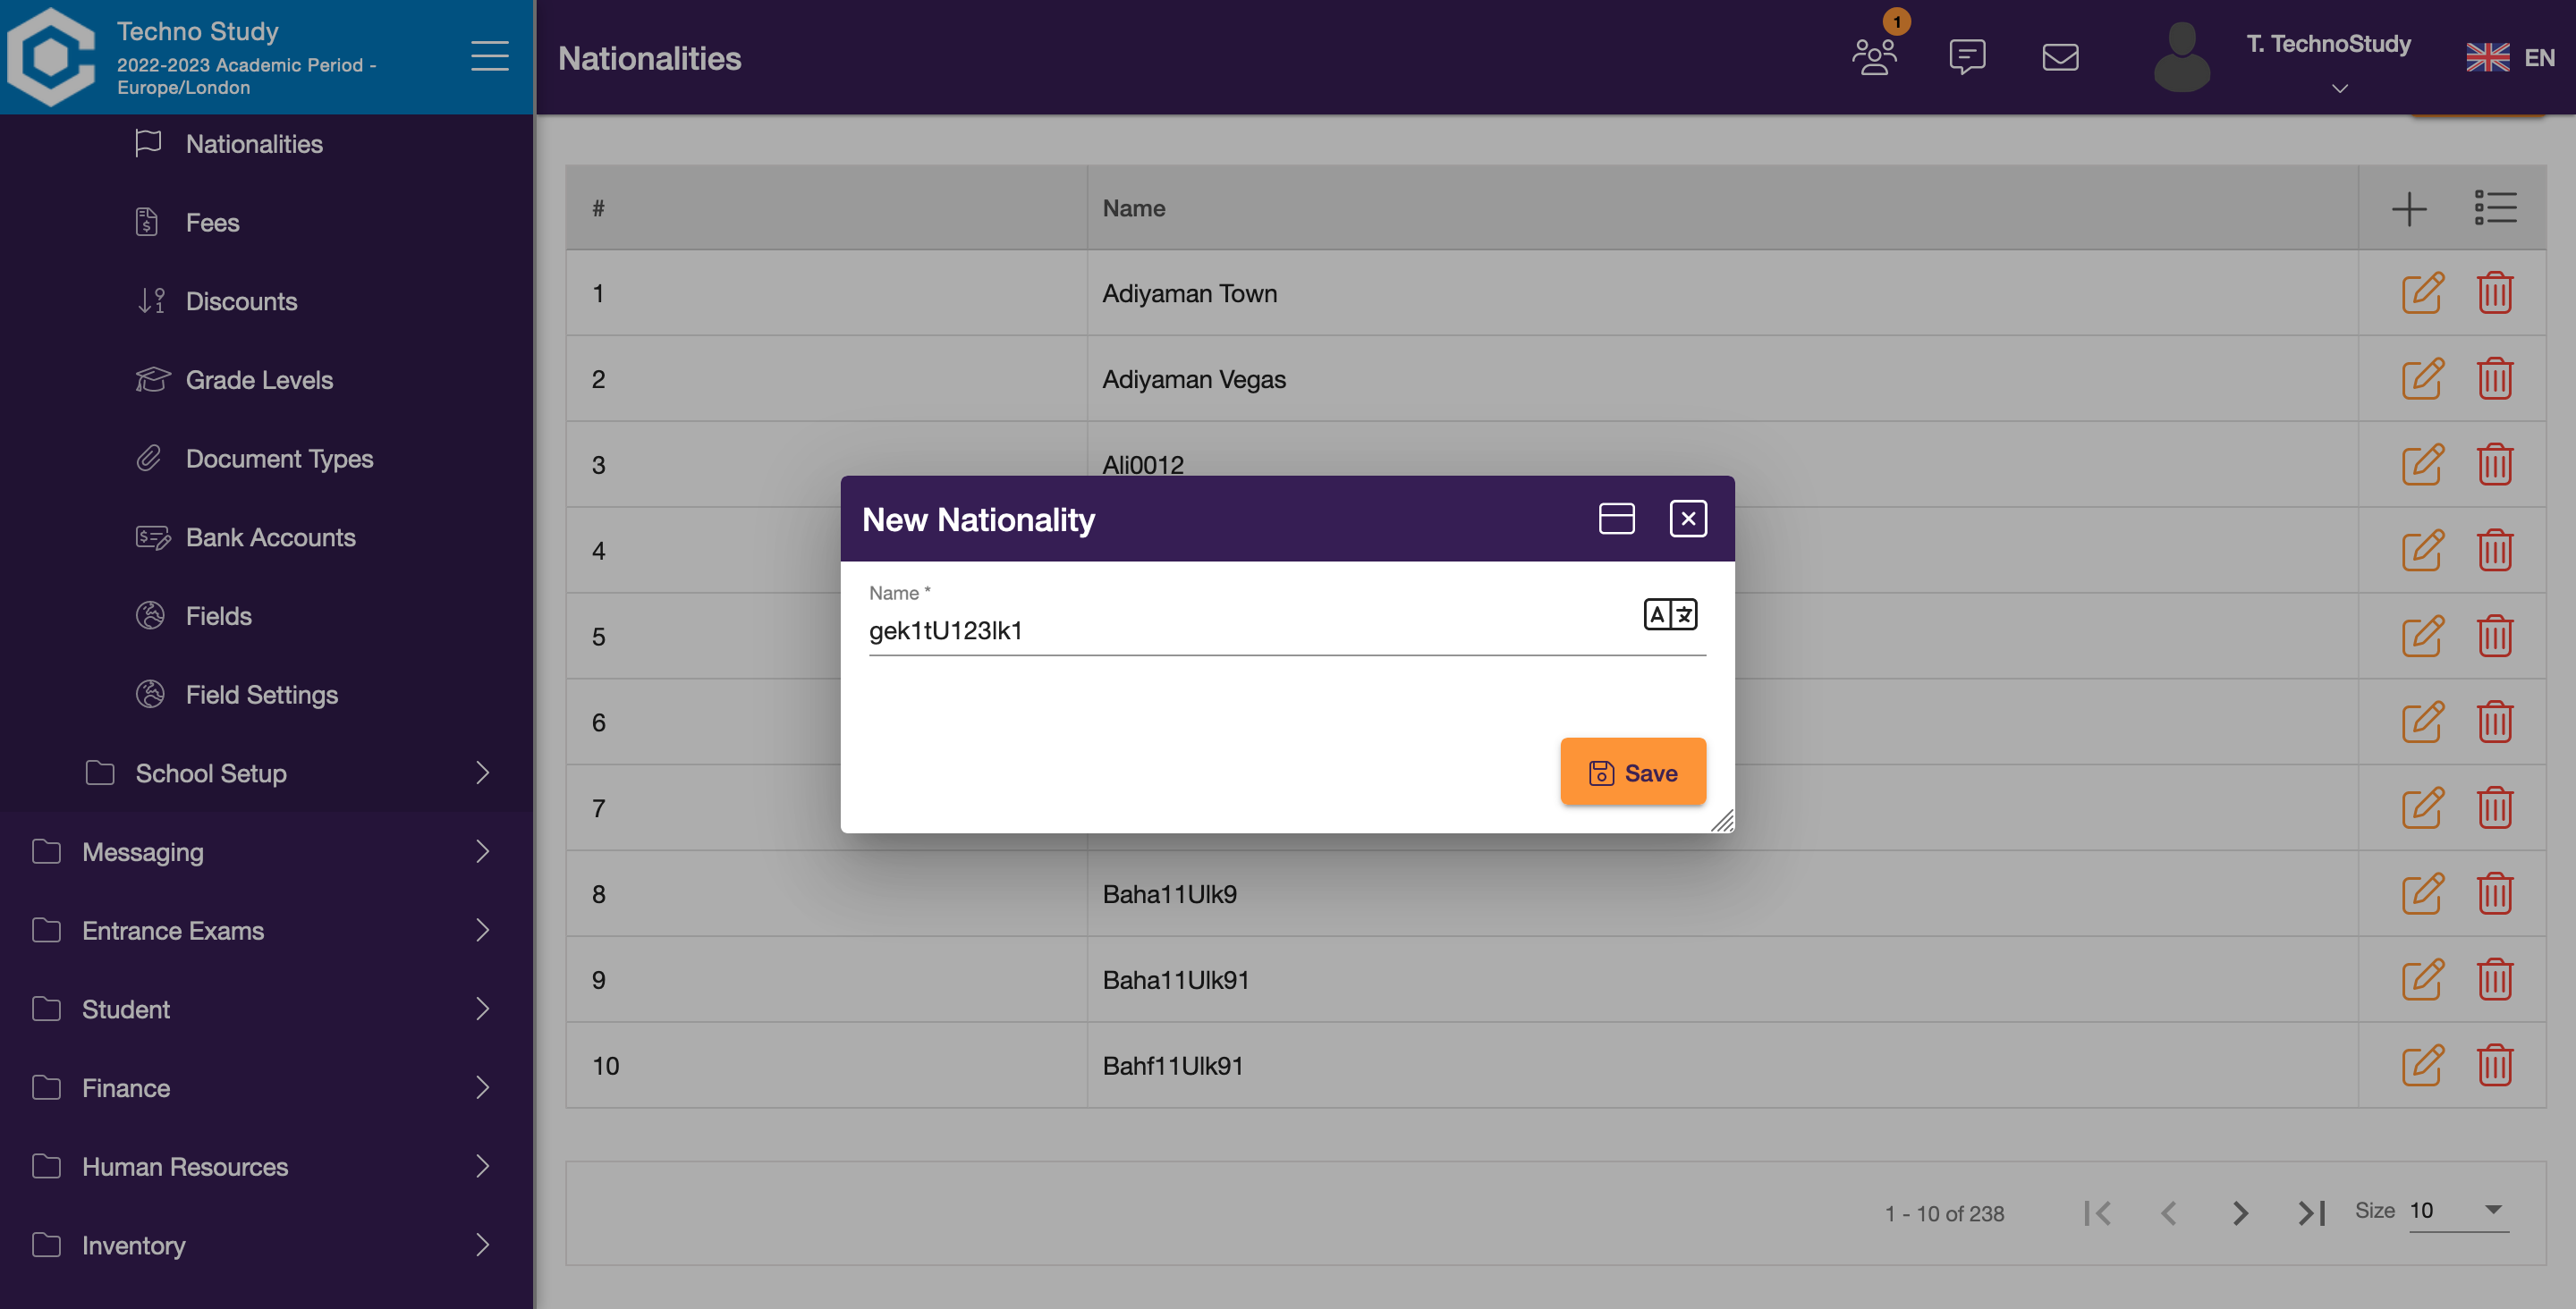 Techno Study
2022-2023 Academic Period -
Europe/London
Nationalities
1
T. TechnoStudy
EN
Nationalities
Fees
Discounts
Grade Levels
Document Types
Bank Accounts
Fields
Field Settings
School Setup
Messaging
Entrance Exams
Student
Finance
Human Resources
Inventory
# Name
1 Adiyaman Town
2 Adiyaman Vegas
3 Ali0012
4
5
6
7
8 Baha11Ulk9
9 Baha11Ulk91
10 Bahf11Ulk91
New Nationality
Name *
gek1tU123lk1
Save
1 - 10 of 238
Size 10